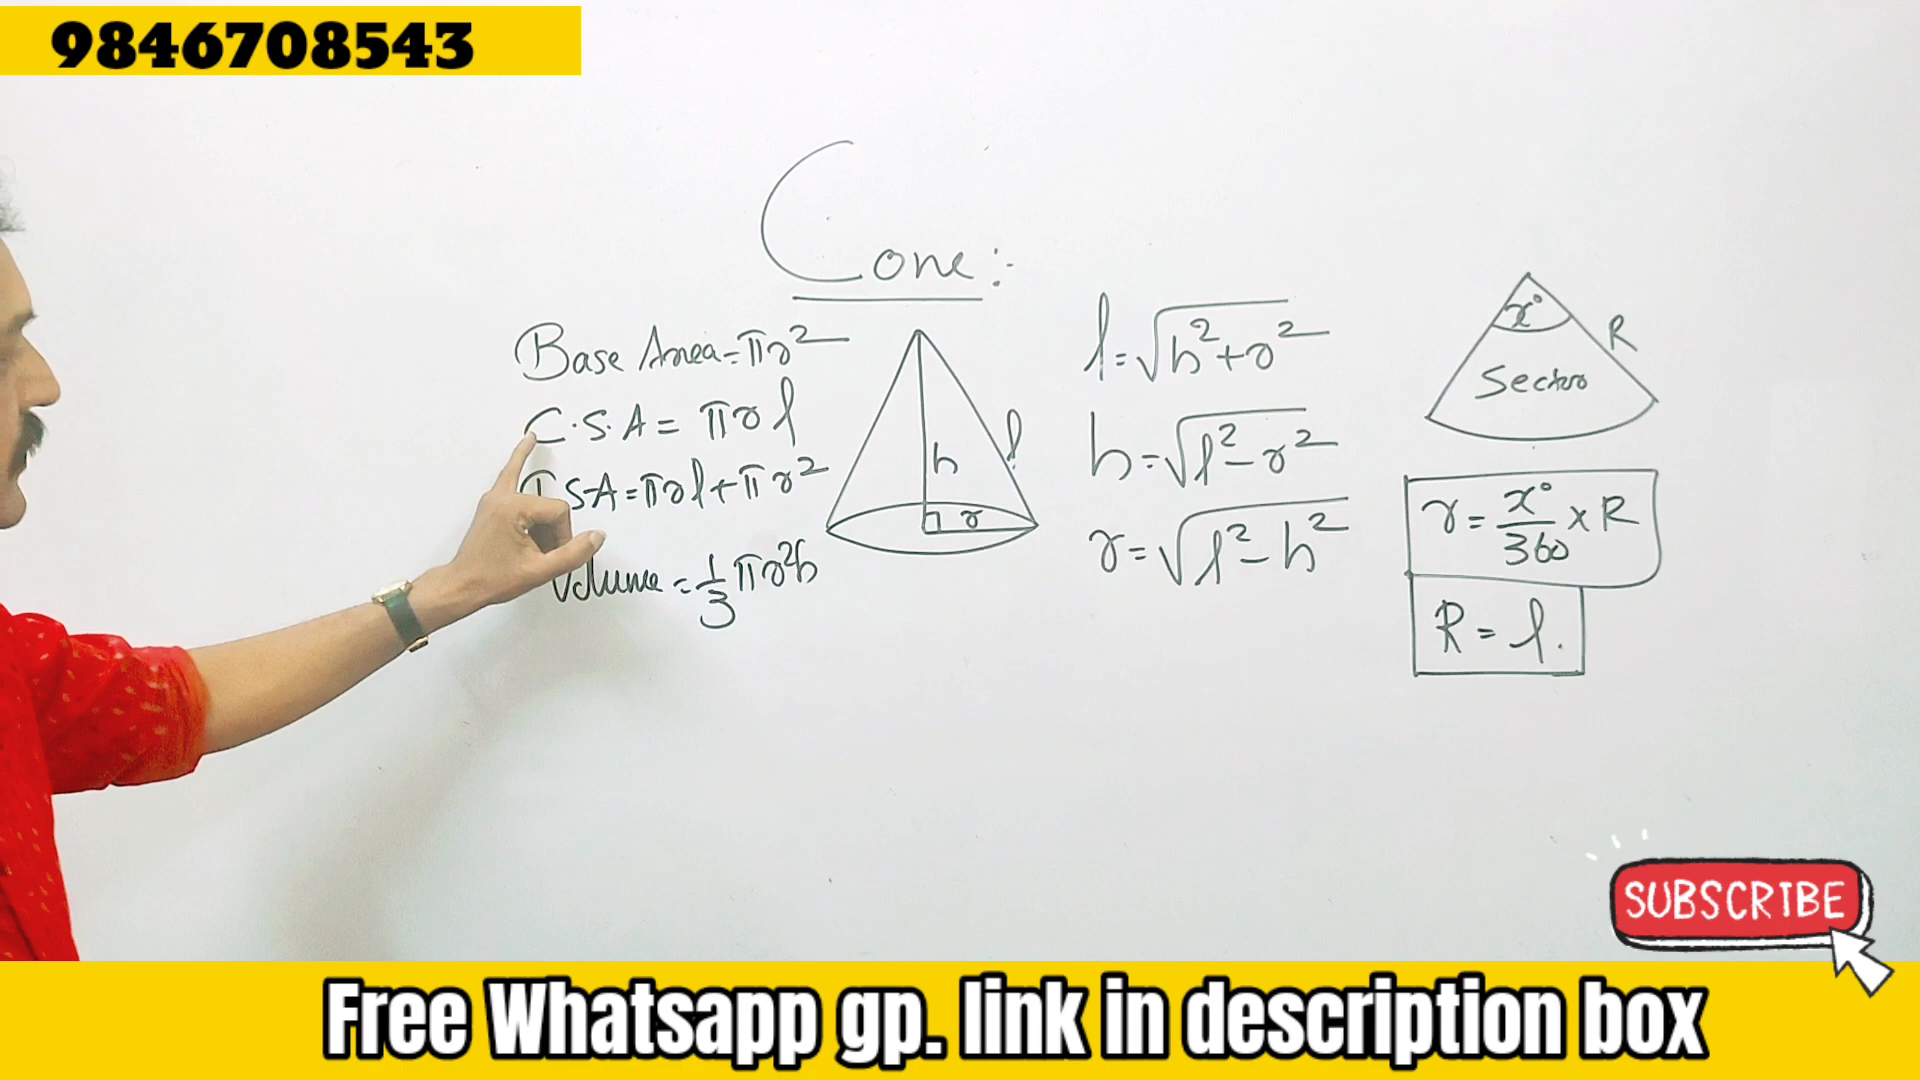 9846708543
Cone :-
Base Area = πr²
C.S.A = πrl
T.S.A = πrl + πr²
Volume = 1/3 πr²h
h
l
r
l = √h² + r²
h = √l² - r²
r = √l² - h²
x°
R
Sector
r = x°/360 × R
R = l.
SUBSCRIBE
Free Whatsapp gp. link in description box